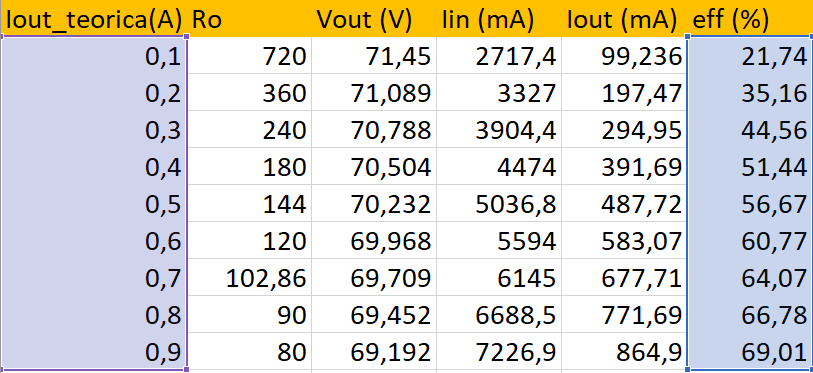 Iout_teorica(A) Ro Vout (V) Iin (mA) Iout (mA) eff (%)
0,1 720 71,45 2717,4 99,236 21,74
0,2 360 71,089 3327 197,47 35,16
0,3 240 70,788 3904,4 294,95 44,56
0,4 180 70,504 4474 391,69 51,44
0,5 144 70,232 5036,8 487,72 56,67
0,6 120 69,968 5594 583,07 60,77
0,7 102,86 69,709 6145 677,71 64,07
0,8 90 69,452 6688,5 771,69 66,78
0,9 80 69,192 7226,9 864,9 69,01